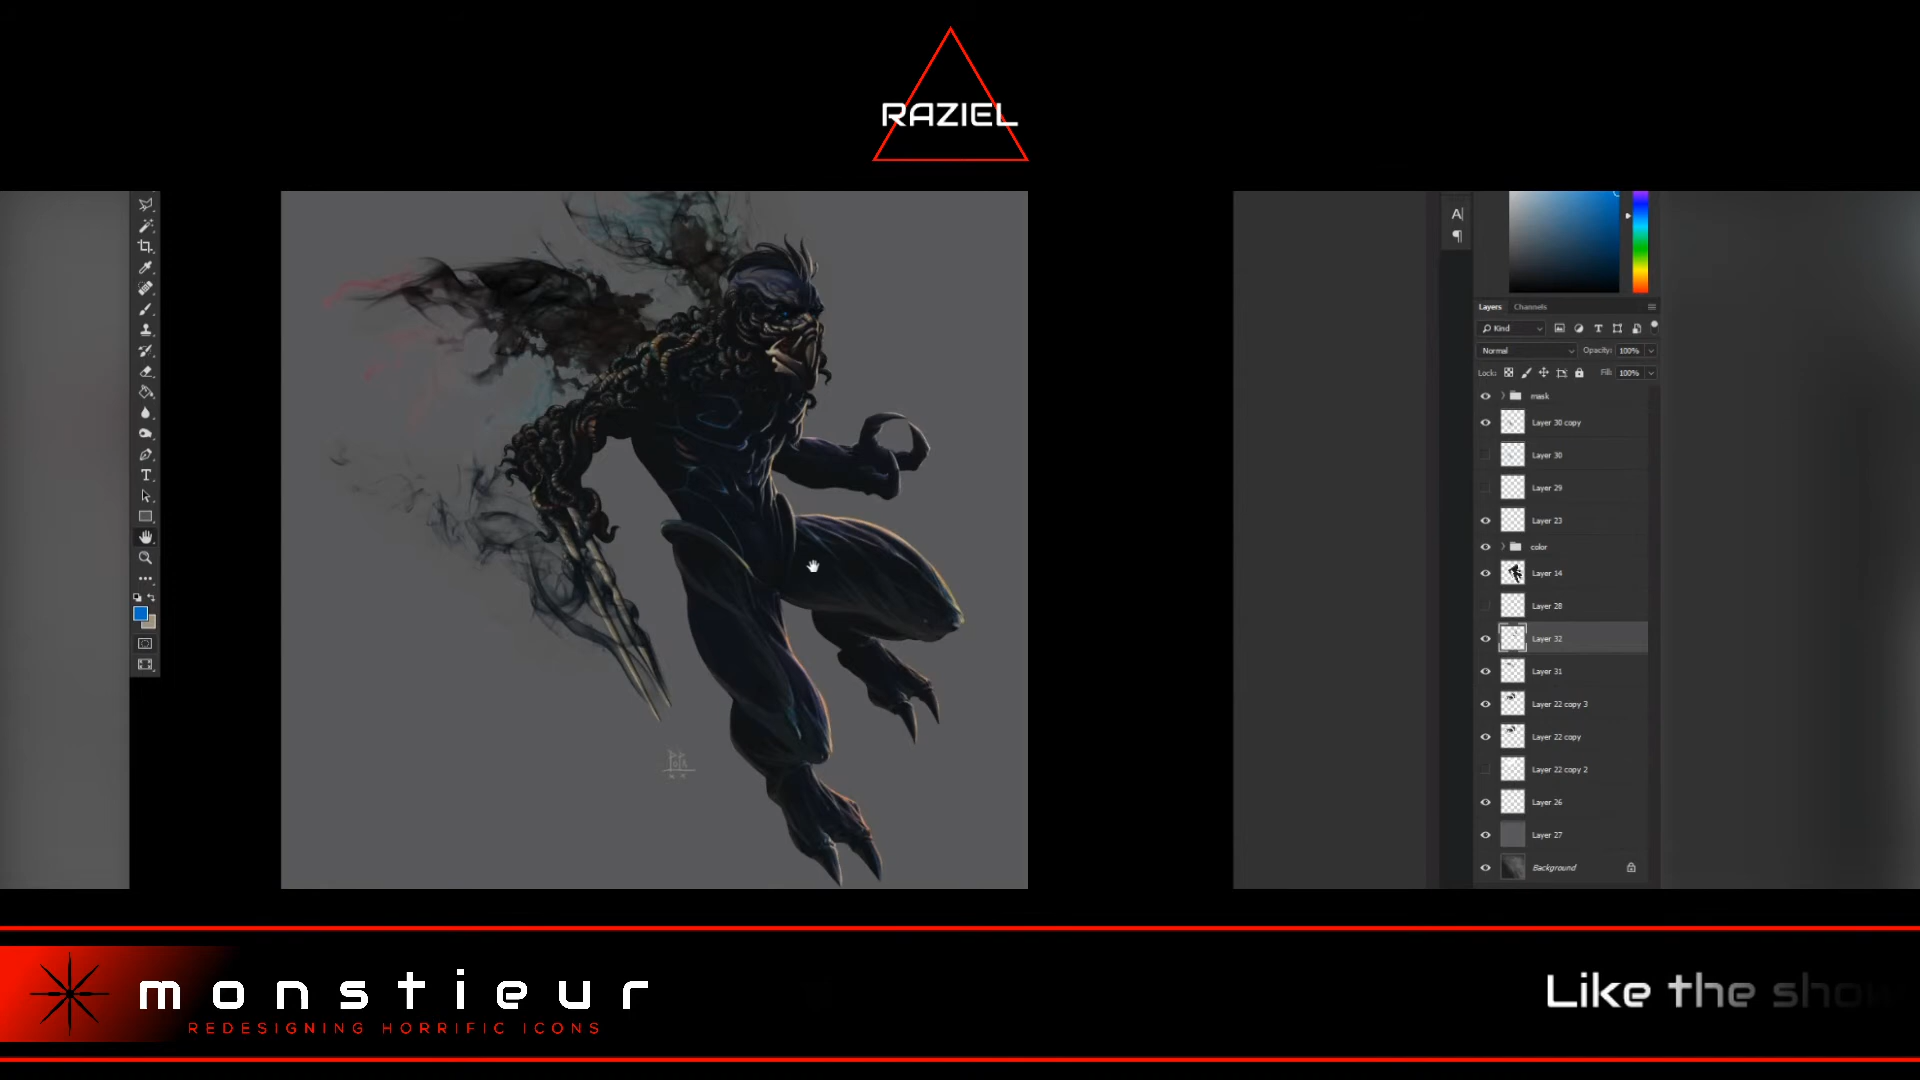 RAZIEL
A|
¶
Layers Channels
Kind
Normal Opacity: 100%
Lock: Fill: 100%
mask
Layer 30 copy
Layer 30
Layer 29
Layer 23
color
Layer 14
Layer 28
Layer 32
Layer 31
Layer 22 copy 3
Layer 22 copy
Layer 22 copy 2
Layer 26
Layer 27
Background
monstieur
REDESIGNING HORRIFIC ICONS
Like the show